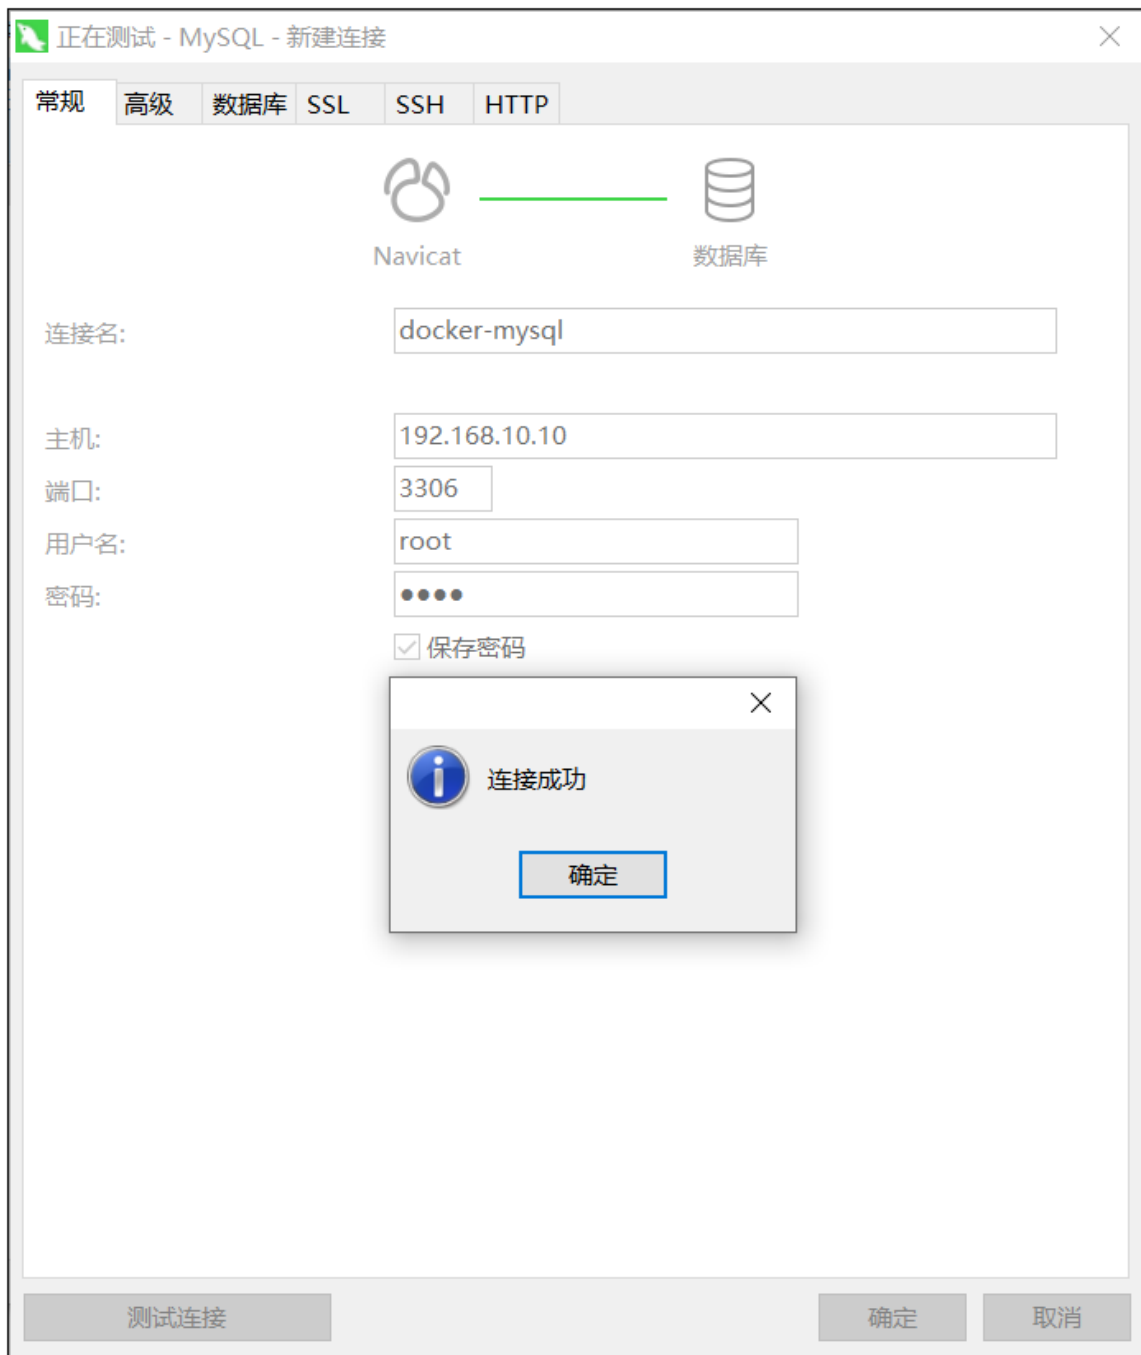 正在测试 - MySQL - 新建连接
常规 高级 数据库 SSL SSH HTTP
Navicat 数据库
连接名: docker-mysql
主机: 192.168.10.10
端口: 3306
用户名: root
密码: ●●●●
保存密码
连接成功
确定
测试连接 确定 取消